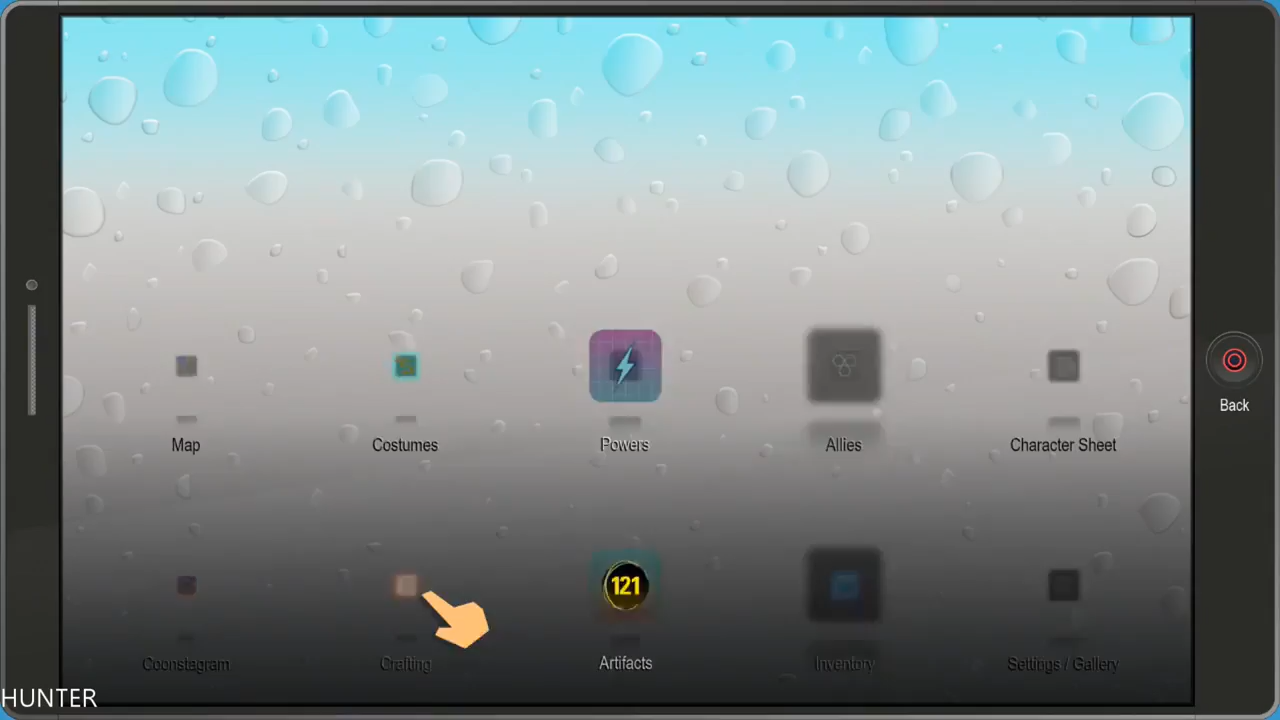 Map
Costumes
Powers
Allies
Character Sheet
Back
121
Coonstagram
Crafting
Artifacts
Inventory
Settings / Gallery
HUNTER